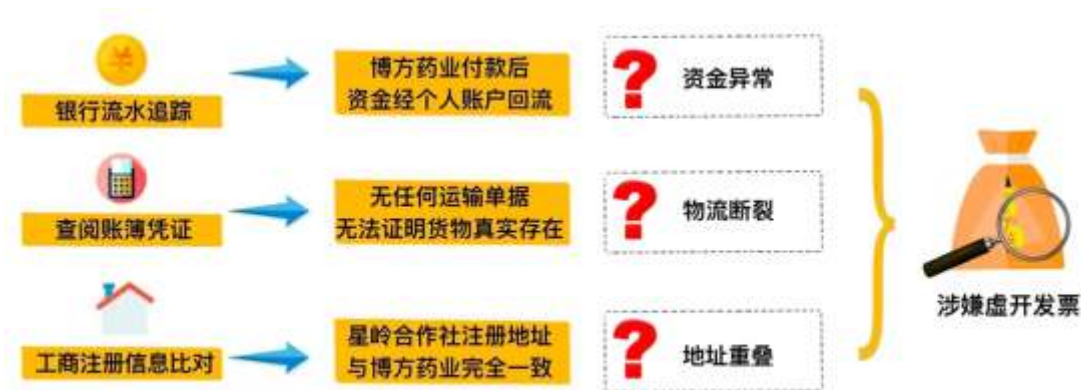 银行流水追踪
博方药业付款后
资金经个人账户回流
?
资金异常
查阅账簿凭证
无任何运输单据
无法证明货物真实存在
?
物流断裂
工商注册信息比对
星岭合作社注册地址
与博方药业完全一致
?
地址重叠
涉嫌虚开发票